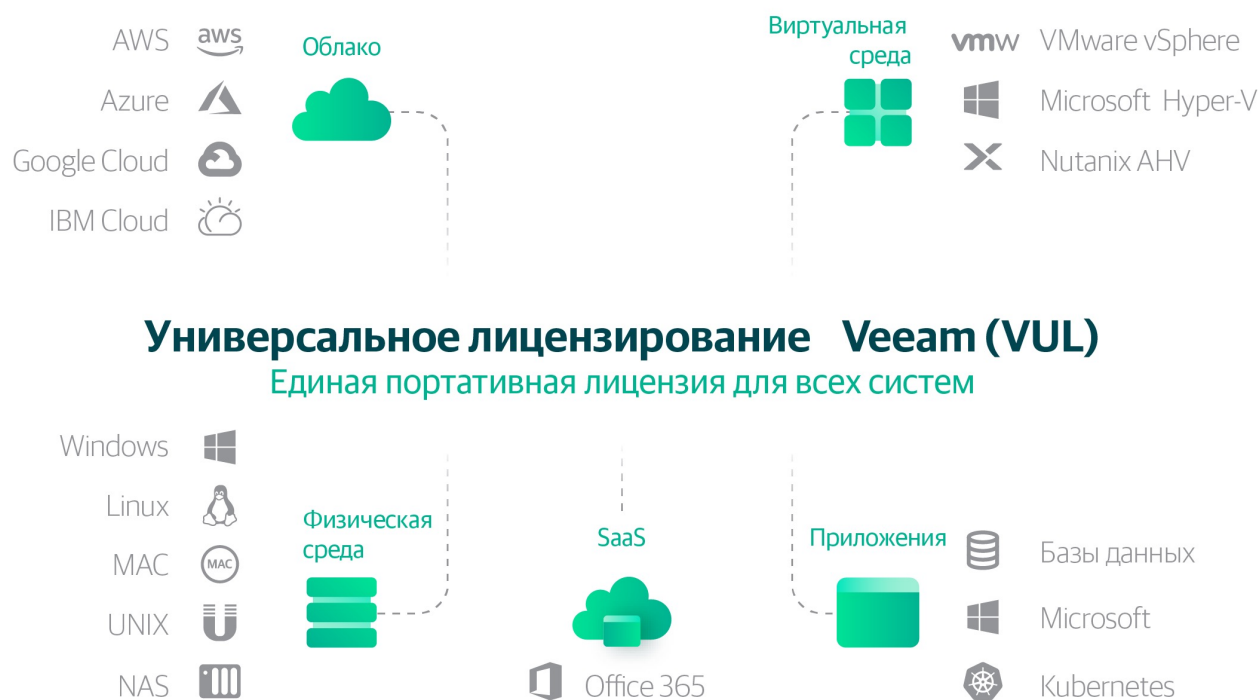 AWS
aws
Azure
Google Cloud
IBM Cloud
Облако
Виртуальная
среда
vmw
VMware vSphere
Microsoft Hyper-V
Nutanix AHV
Универсальное лицензирование Veeam (VUL)
Единая портативная лицензия для всех систем
Windows
Linux
MAC
MAC
UNIX
NAS
Физическая
среда
SaaS
Office 365
Приложения
Базы данных
Microsoft
Kubernetes